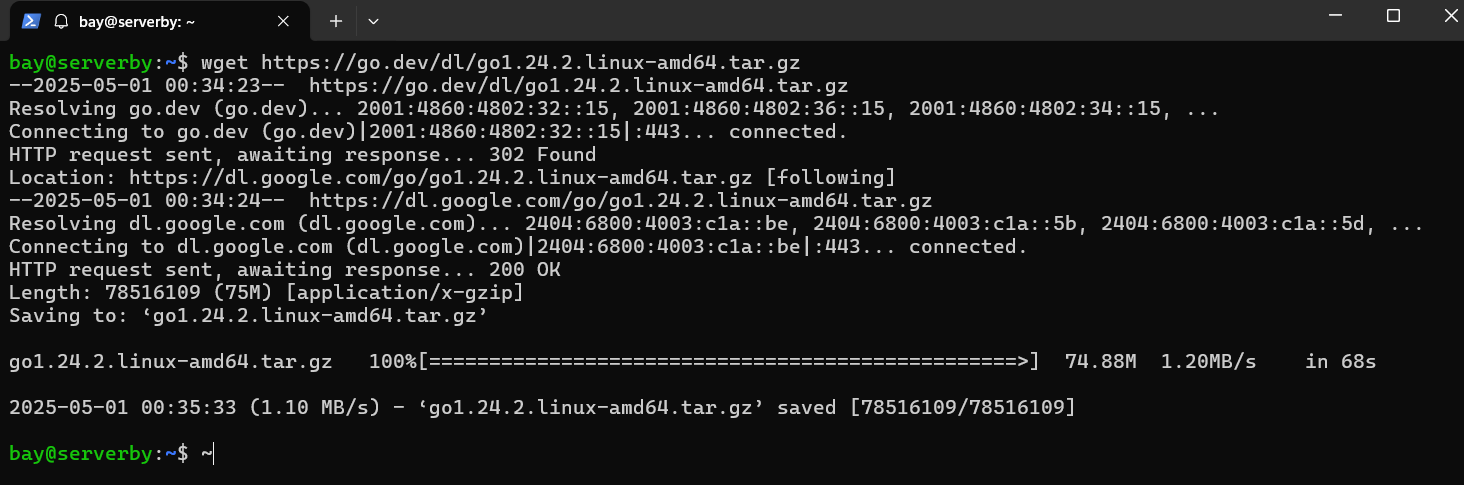 bay@serverby: ~
bay@serverby:~$ wget https://go.dev/dl/go1.24.2.linux-amd64.tar.gz
--2025-05-01 00:34:23--  https://go.dev/dl/go1.24.2.linux-amd64.tar.gz
Resolving go.dev (go.dev)... 2001:4860:4802:32::15, 2001:4860:4802:36::15, 2001:4860:4802:34::15, ...
Connecting to go.dev (go.dev)|2001:4860:4802:32::15|:443... connected.
HTTP request sent, awaiting response... 302 Found
Location: https://dl.google.com/go/go1.24.2.linux-amd64.tar.gz [following]
--2025-05-01 00:34:24--  https://dl.google.com/go/go1.24.2.linux-amd64.tar.gz
Resolving dl.google.com (dl.google.com)... 2404:6800:4003:c1a::be, 2404:6800:4003:c1a::5b, 2404:6800:4003:c1a::5d, ...
Connecting to dl.google.com (dl.google.com)|2404:6800:4003:c1a::be|:443... connected.
HTTP request sent, awaiting response... 200 OK
Length: 78516109 (75M) [application/x-gzip]
Saving to: ‘go1.24.2.linux-amd64.tar.gz’
go1.24.2.linux-amd64.tar.gz   100%[=================================================>]  74.88M  1.20MB/s    in 68s
2025-05-01 00:35:33 (1.10 MB/s) - ‘go1.24.2.linux-amd64.tar.gz’ saved [78516109/78516109]
bay@serverby:~$ ~